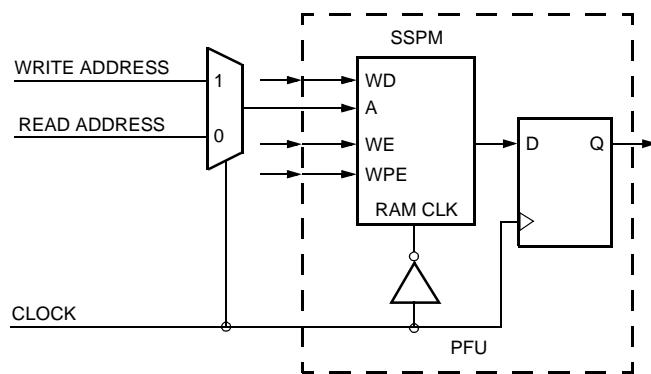 SSPM
WRITE ADDRESS
1
WD
A
READ ADDRESS
0
WE
D
Q
WPE
RAM CLK
CLOCK
PFU